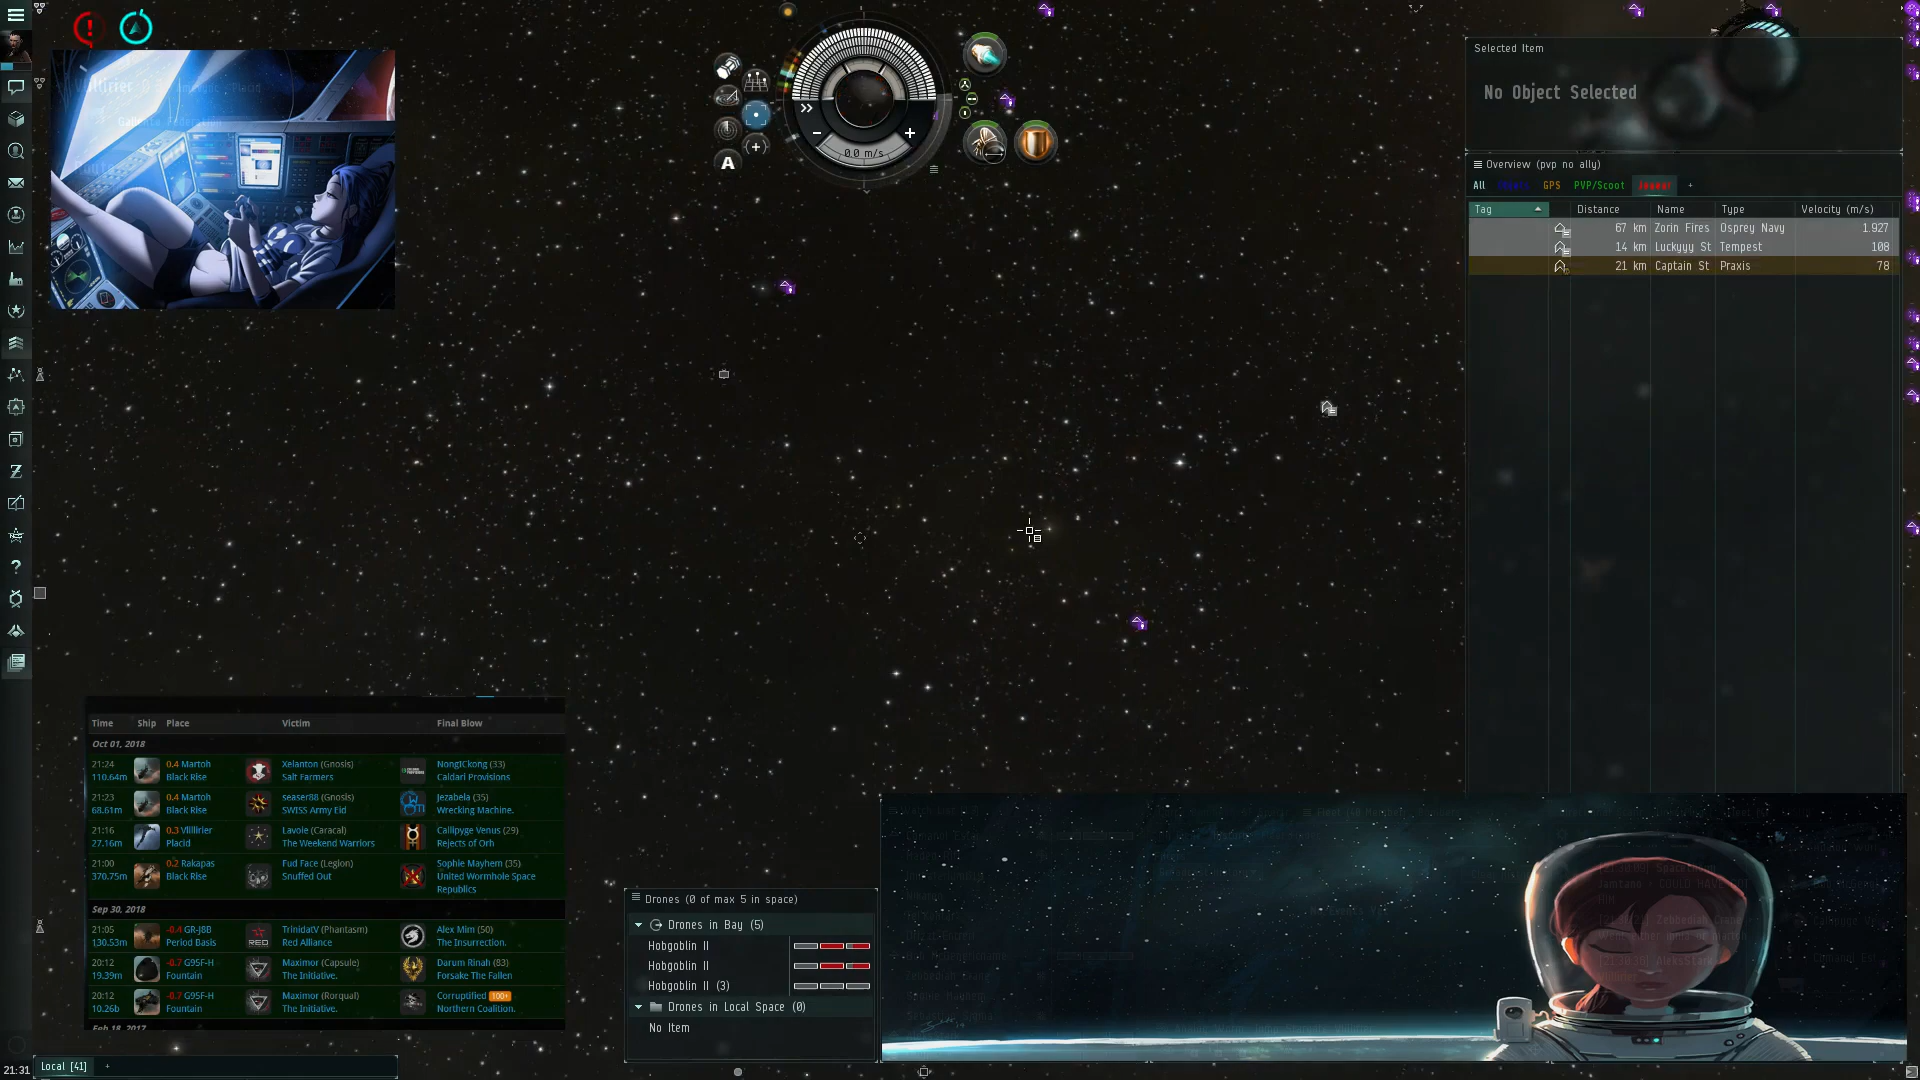 0.0 m/s
A
Selected Item
No Object Selected
Overview (pvp no ally)
All GPS PVP/Scoot +
Tag Distance Name Type Velocity (m/s)
67 km Zorin Fires Osprey Navy 1.927
14 km Luckyyy St Tempest 108
21 km Captain St Praxis 78
Time Ship Place Victim Final Blow
Oct 01, 2018
21:24 0.4 Martoh Xelanton (Gnosis) NongICkong (33)
110.64m Black Rise Salt Farmers Caldari Provisions
21:23 0.4 Martoh seaser88 (Gnosis) Jezabela (35)
68.61m Black Rise SWISS Army Eid Wrecking Machine.
21:16 0.3 Vlillirier Lavoie (Caracal) Callipyge Venus (29)
27.16m Placid The Weekend Warriors Rejects of Orh
21:00 0.2 Rakapas Fud Face (Legion) Sophie Mayhem (35)
370.75m Black Rise Snuffed Out United Wormhole Space
Republics
Sep 30, 2018
21:05 -0.4 GR-J8B TrinidatV (Phantasm) Alex Mim (50)
130.53m Period Basis Red Alliance The Insurrection.
20:12 -0.7 G95F-H Maximor (Capsule) Darum Rinah (83)
19.39m Fountain The Initiative. Forsake The Fallen
20:12 -0.7 G95F-H Maximor (Rorqual) Corruptified 100+
10.26b Fountain The Initiative. Northern Coalition.
Feb 18, 2017
Drones (0 of max 5 in space)
Drones in Bay (5)
Hobgoblin II
Hobgoblin II
Hobgoblin II (3)
Drones in Local Space (0)
No Item
21:31 Local [41] +